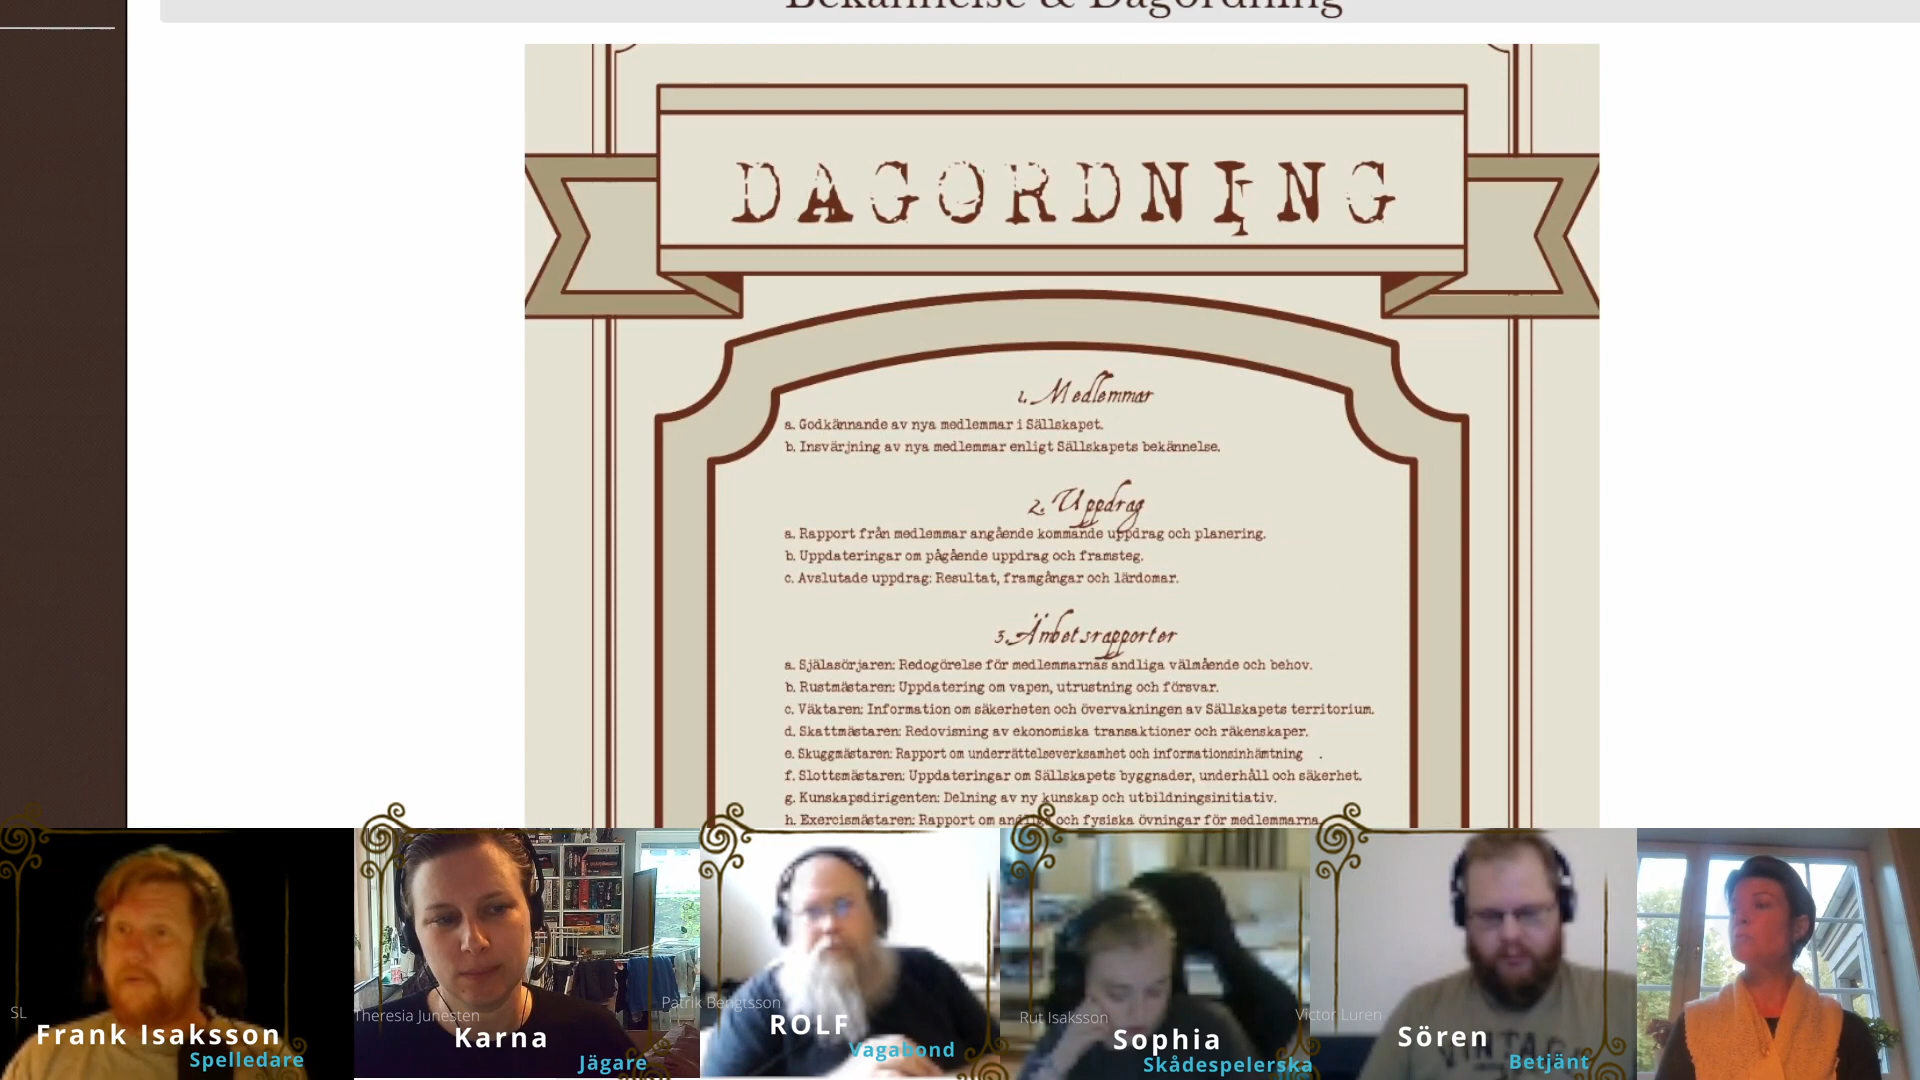 Bekännelse & Dagordning
DAGORDNING
1. Medlemmar
a. Godkännande av nya medlemmar i Sällskapet.
b. Insvärjning av nya medlemmar enligt Sällskapets bekännelse.
2. Uppdrag
a. Rapport från medlemmar angående kommande uppdrag och planering.
b. Uppdateringar om pågående uppdrag och framsteg.
c. Avslutade uppdrag: Resultat, framgångar och lärdomar.
3. Ämbetsrapporter
a. Själasörjaren: Redogörelse för medlemmarnas andliga välmående och behov.
b. Rustmästaren: Uppdatering om vapen, utrustning och försvar.
c. Väktaren: Information om säkerheten och övervakningen av Sällskapets territorium.
d. Skattmästaren: Redovisning av ekonomiska transaktioner och räkenskaper.
e. Skuggmästaren: Rapport om underrättelseverksamhet och informationsinhämtning .
f. Slottsmästaren: Uppdateringar om Sällskapets byggnader, underhåll och säkerhet.
g. Kunskapsdirigenten: Delning av ny kunskap och utbildningsinitiativ.
h. Exercismästaren: Rapport om andliga och fysiska övningar för medlemmarna.
SL
Frank Isaksson
Spelledare
Theresia Junesten
Karna
Jägare
Patrik Bengtsson
ROLF
Vagabond
Rut Isaksson
Sophia
Skådespelerska
Victor Luren
Sören
Betjänt
VINTAG